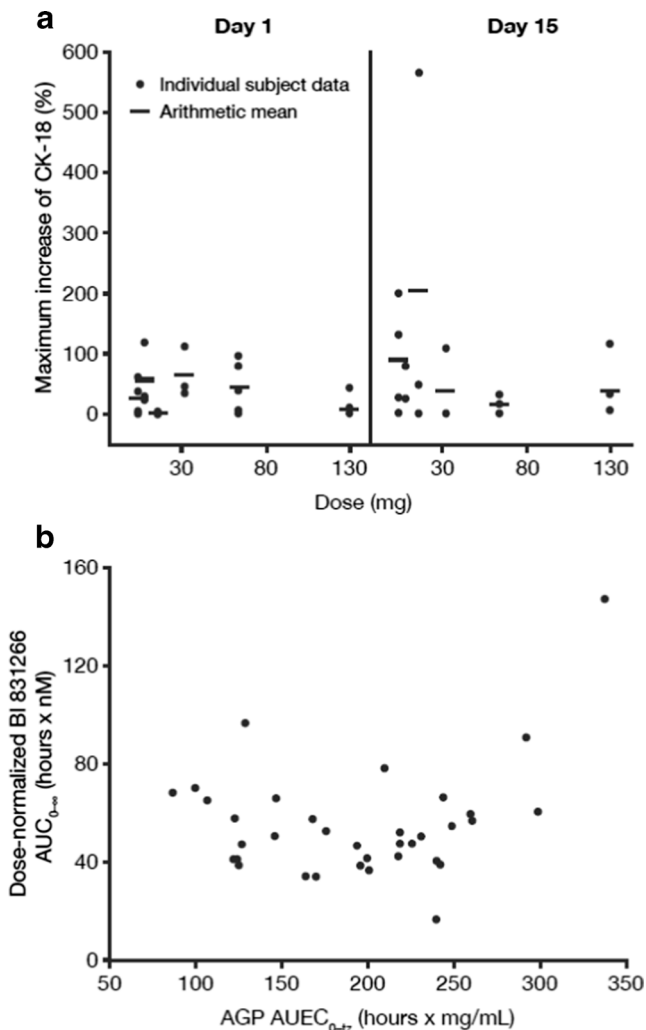 a
Day 1
Day 15
Maximum increase of CK-18 (%)
600
500
400
300
200
100
0
Individual subject data
Arithmetic mean
30
80
130
30
80
130
Dose (mg)
b
Dose-normalized BI 831266
AUC0–∞ (hours x nM)
160
120
80
40
0
50
100
150
200
250
300
350
AGP AUEC0–tz (hours x mg/mL)